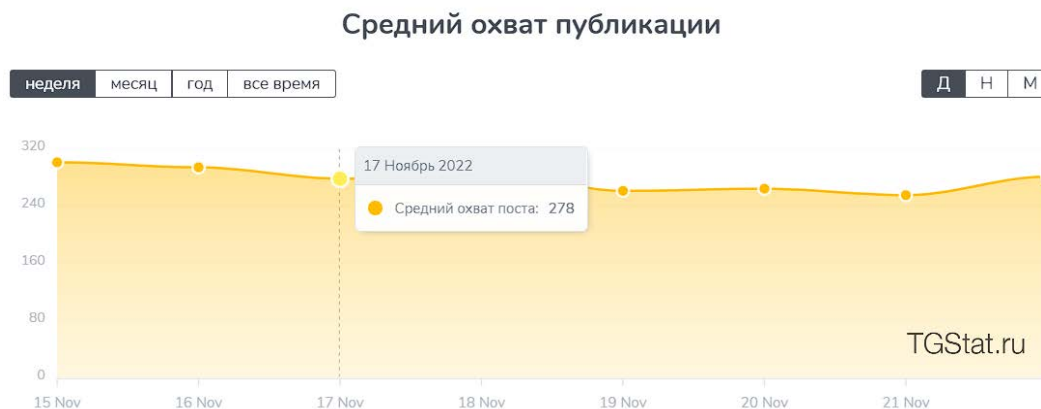 Средний охват публикации
неделя месяц год все время Д Н М
320
17 Ноябрь 2022
240
Средний охват поста: 278
160
80
TGStat.ru
0
15 Nov 16 Nov 17 Nov 18 Nov 19 Nov 20 Nov 21 Nov